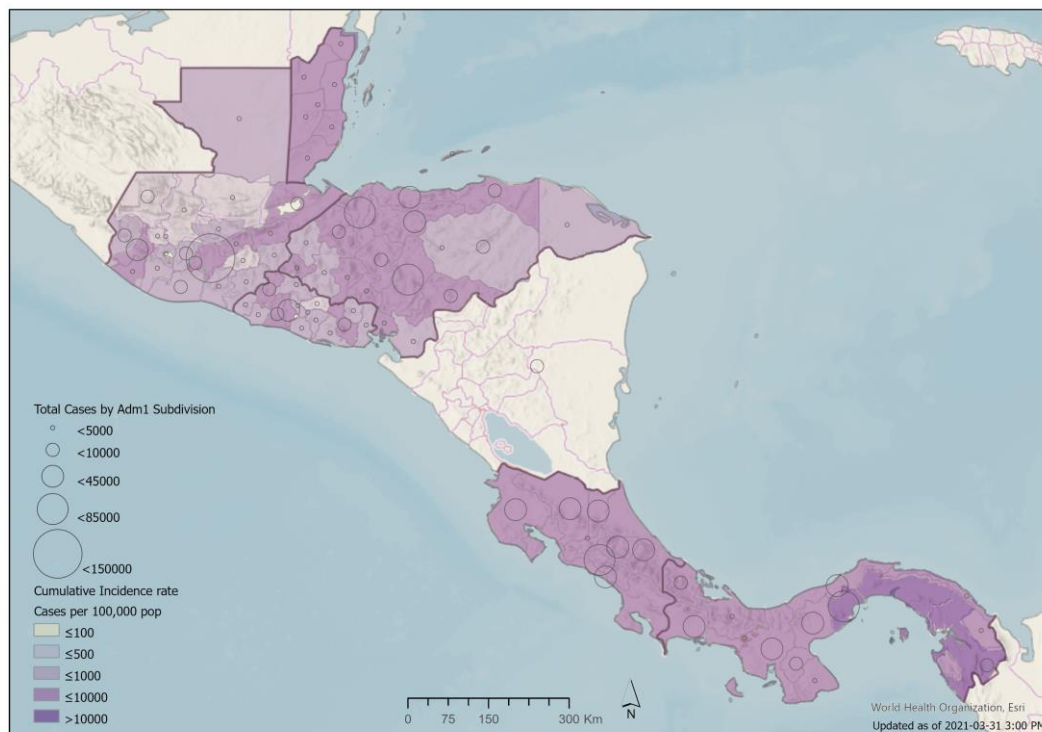 Total Cases by Adm1 Subdivision
<5000
<10000
<45000
<85000
<150000
Cumulative Incidence rate
Cases per 100,000 pop
≤100
≤500
≤1000
≤10000
>10000
0 75 150 300 Km
N
World Health Organization, Esri
Updated as of 2021-03-31 3:00 PM